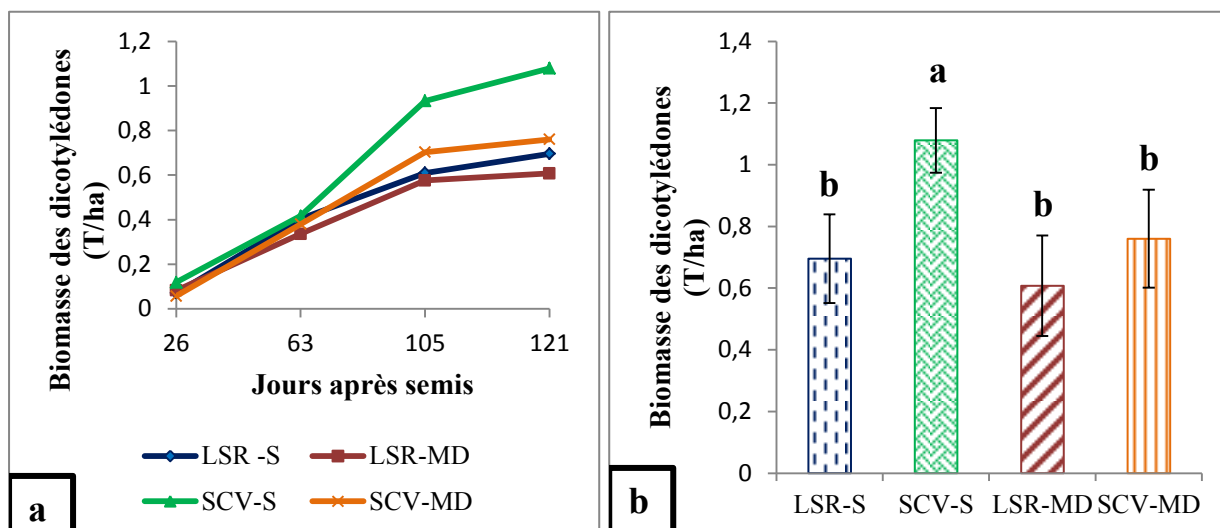 Biomasse des dicotylédones
(T/ha)
1,2
1
0,8
0,6
0,4
0,2
0
26 63 105 121
Jours après semis
LSR -S LSR-MD
SCV-S SCV-MD
a
Biomasse des dicotylédones
(T/ha)
1,4
1,2
1
0,8
0,6
0,4
0,2
0
b a b b
LSR-S SCV-S LSR-MD SCV-MD
b